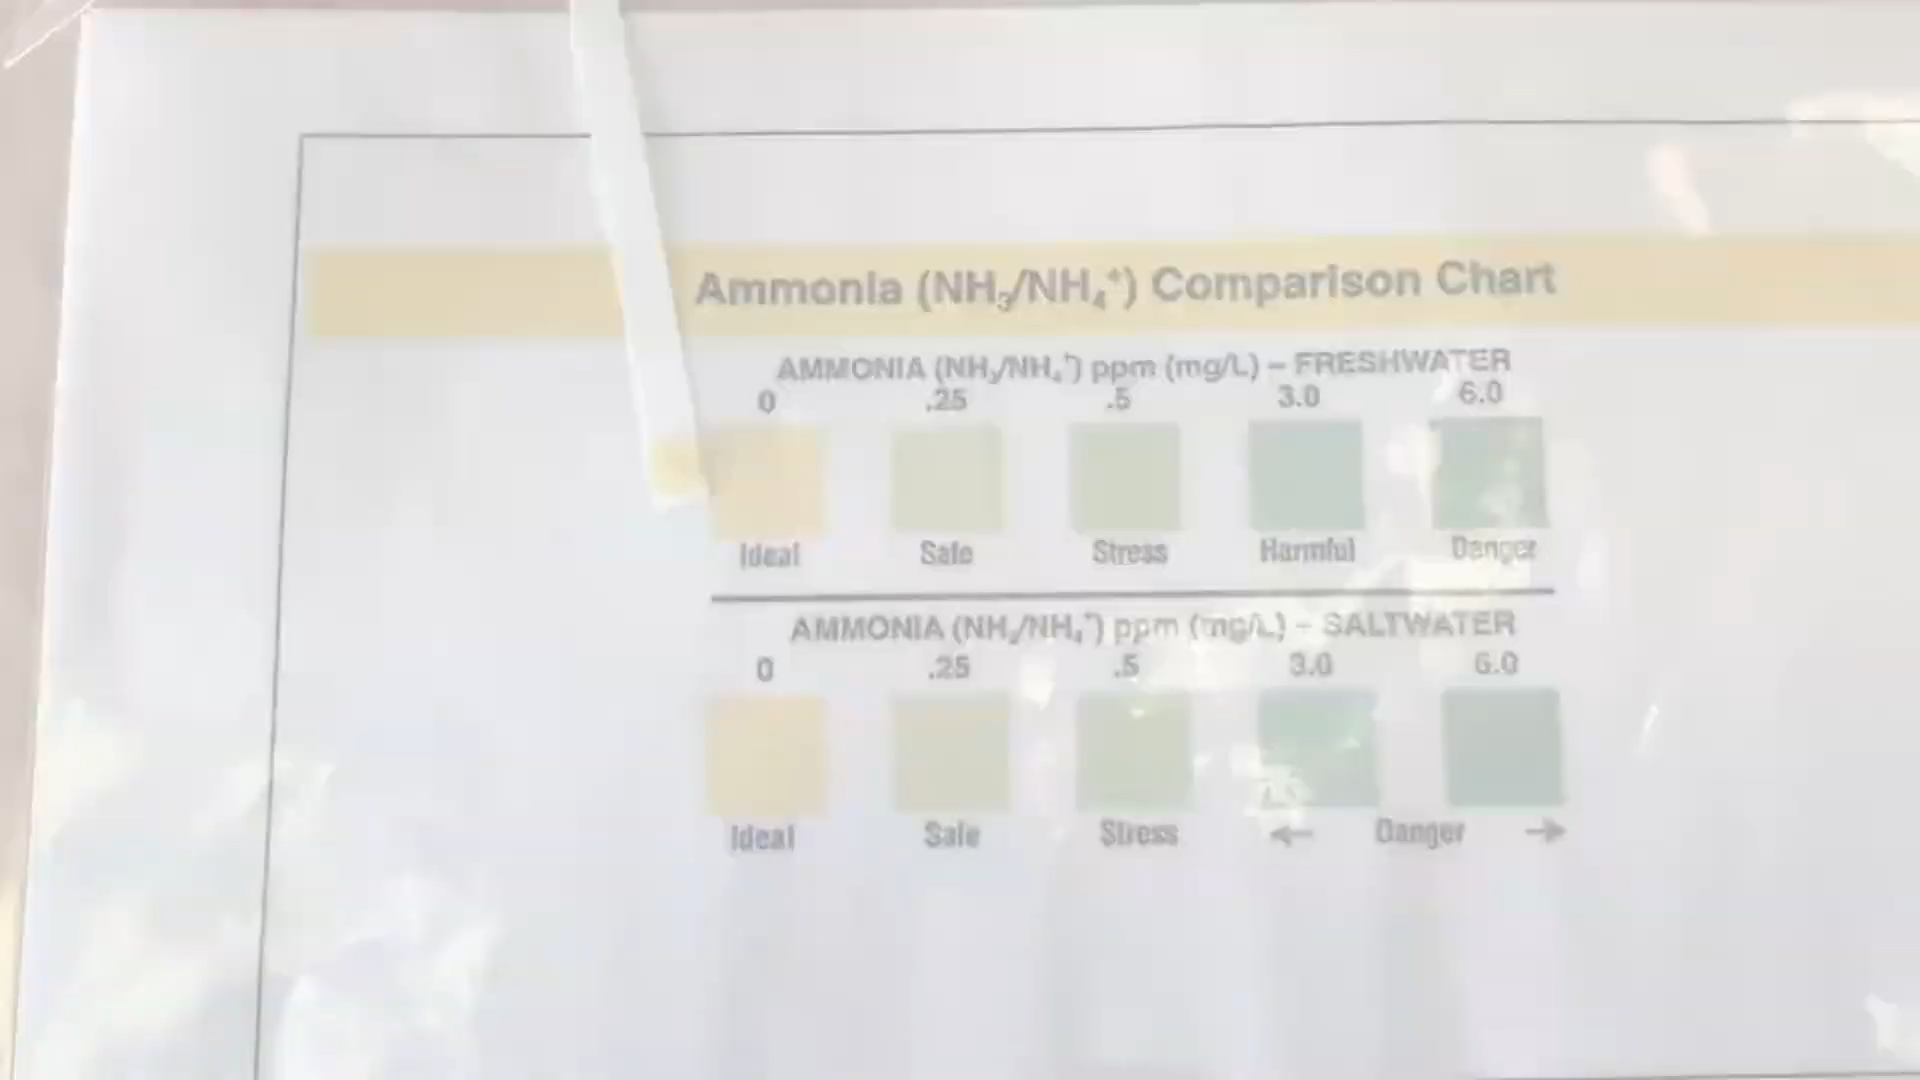 Ammonia (NH₃/NH₄⁺) Comparison Chart
AMMONIA (NH₃/NH₄⁺) ppm (mg/L) – FRESHWATER
0 .25 .5 3.0 6.0
Ideal Safe Stress Harmful Danger
AMMONIA (NH₃/NH₄⁺) ppm (mg/L) – SALTWATER
0 .25 .5 3.0 6.0
Ideal Safe Stress ← Danger →